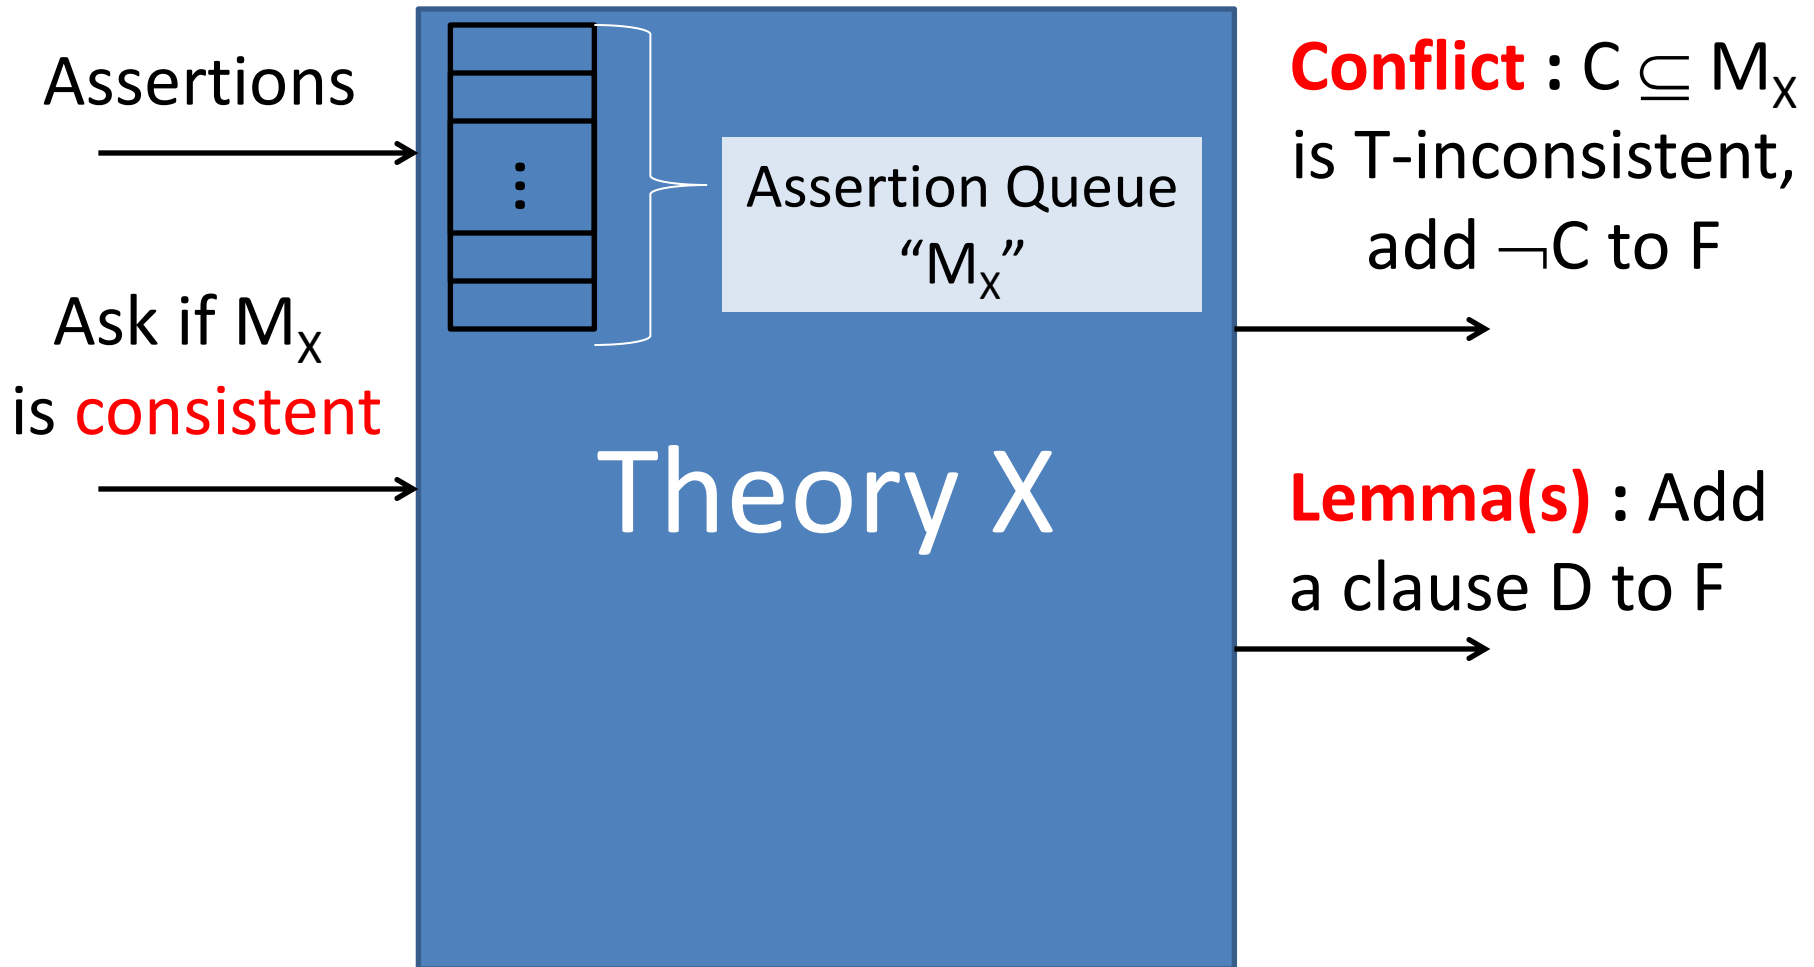 Assertions
Ask if M_X
is consistent
⋮
Assertion Queue
“M_X”
Theory X
Conflict : C ⊆ M_X
is T-inconsistent,
add ¬C to F
Lemma(s) : Add
a clause D to F